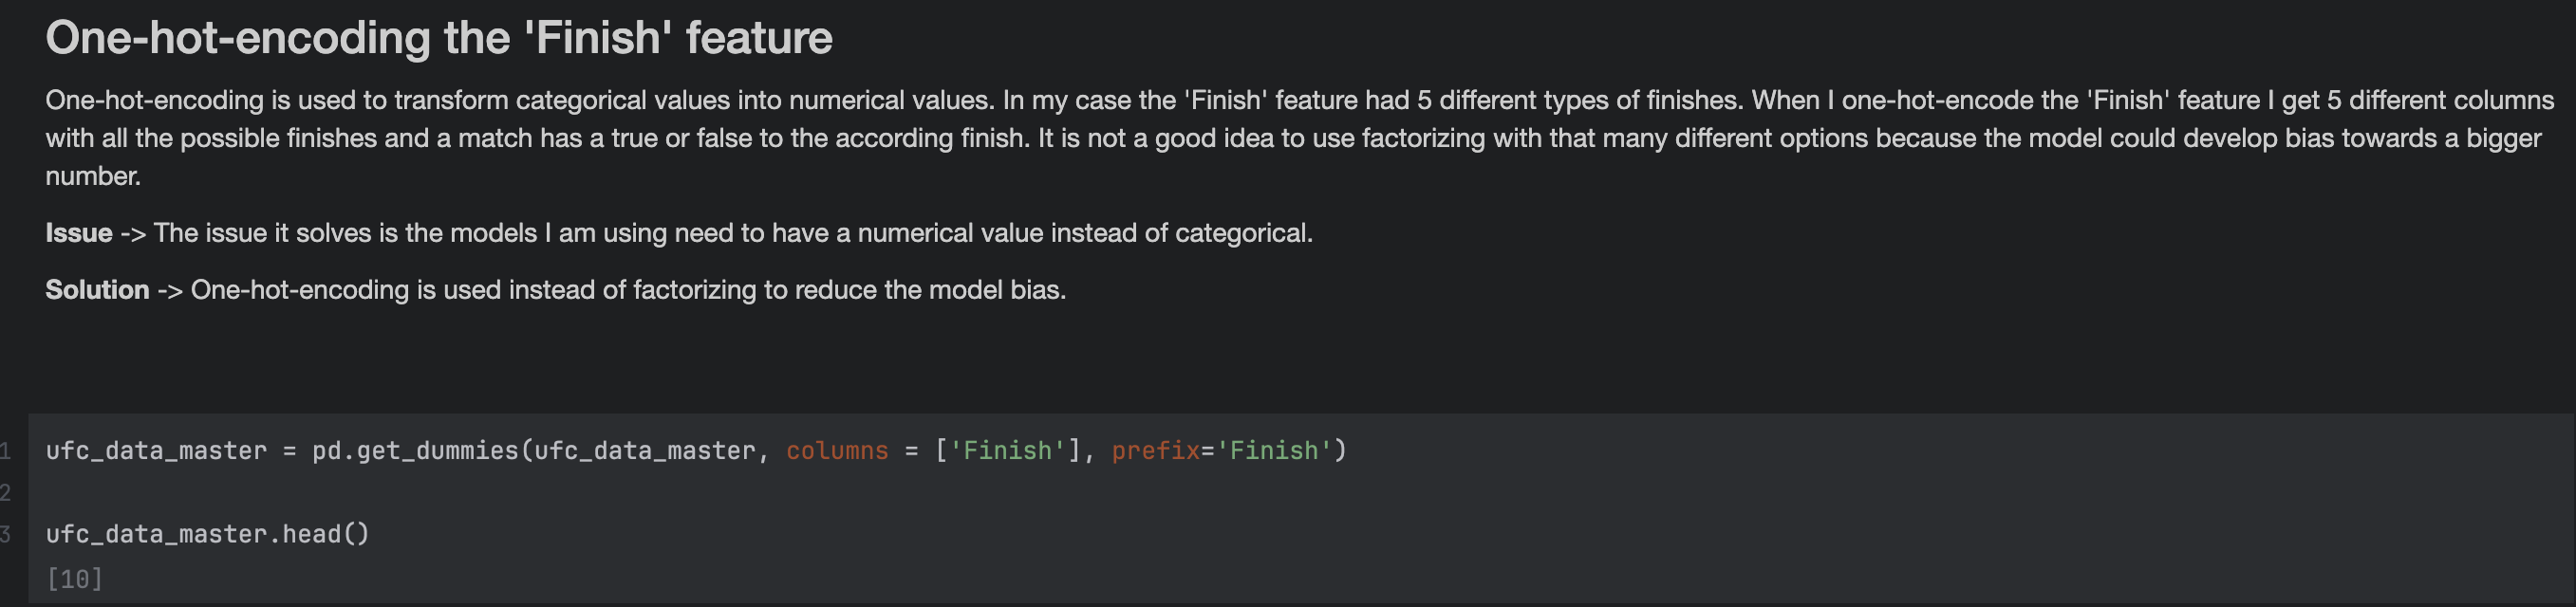 One-hot-encoding the 'Finish' feature
One-hot-encoding is used to transform categorical values into numerical values. In my case the 'Finish' feature had 5 different types of finishes. When I one-hot-encode the 'Finish' feature I get 5 different columns
with all the possible finishes and a match has a true or false to the according finish. It is not a good idea to use factorizing with that many different options because the model could develop bias towards a bigger
number.
Issue -> The issue it solves is the models I am using need to have a numerical value instead of categorical.
Solution -> One-hot-encoding is used instead of factorizing to reduce the model bias.
1 ufc_data_master = pd.get_dummies(ufc_data_master, columns = ['Finish'], prefix='Finish')
2
3 ufc_data_master.head()
[10]